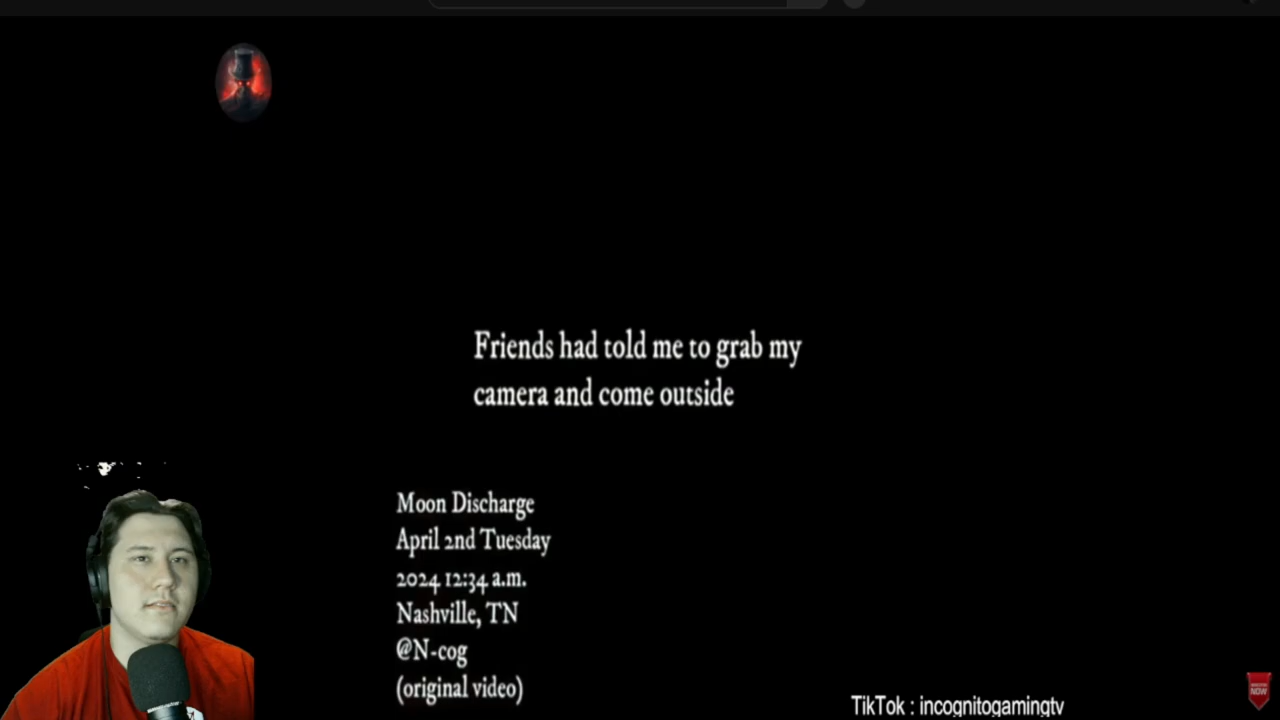 Friends had told me to grab my
camera and come outside
Moon Discharge
April 2nd Tuesday
2024 12:34 a.m.
Nashville, TN
@N-cog
(original video)
TikTok : incognitogamingtv
NOW